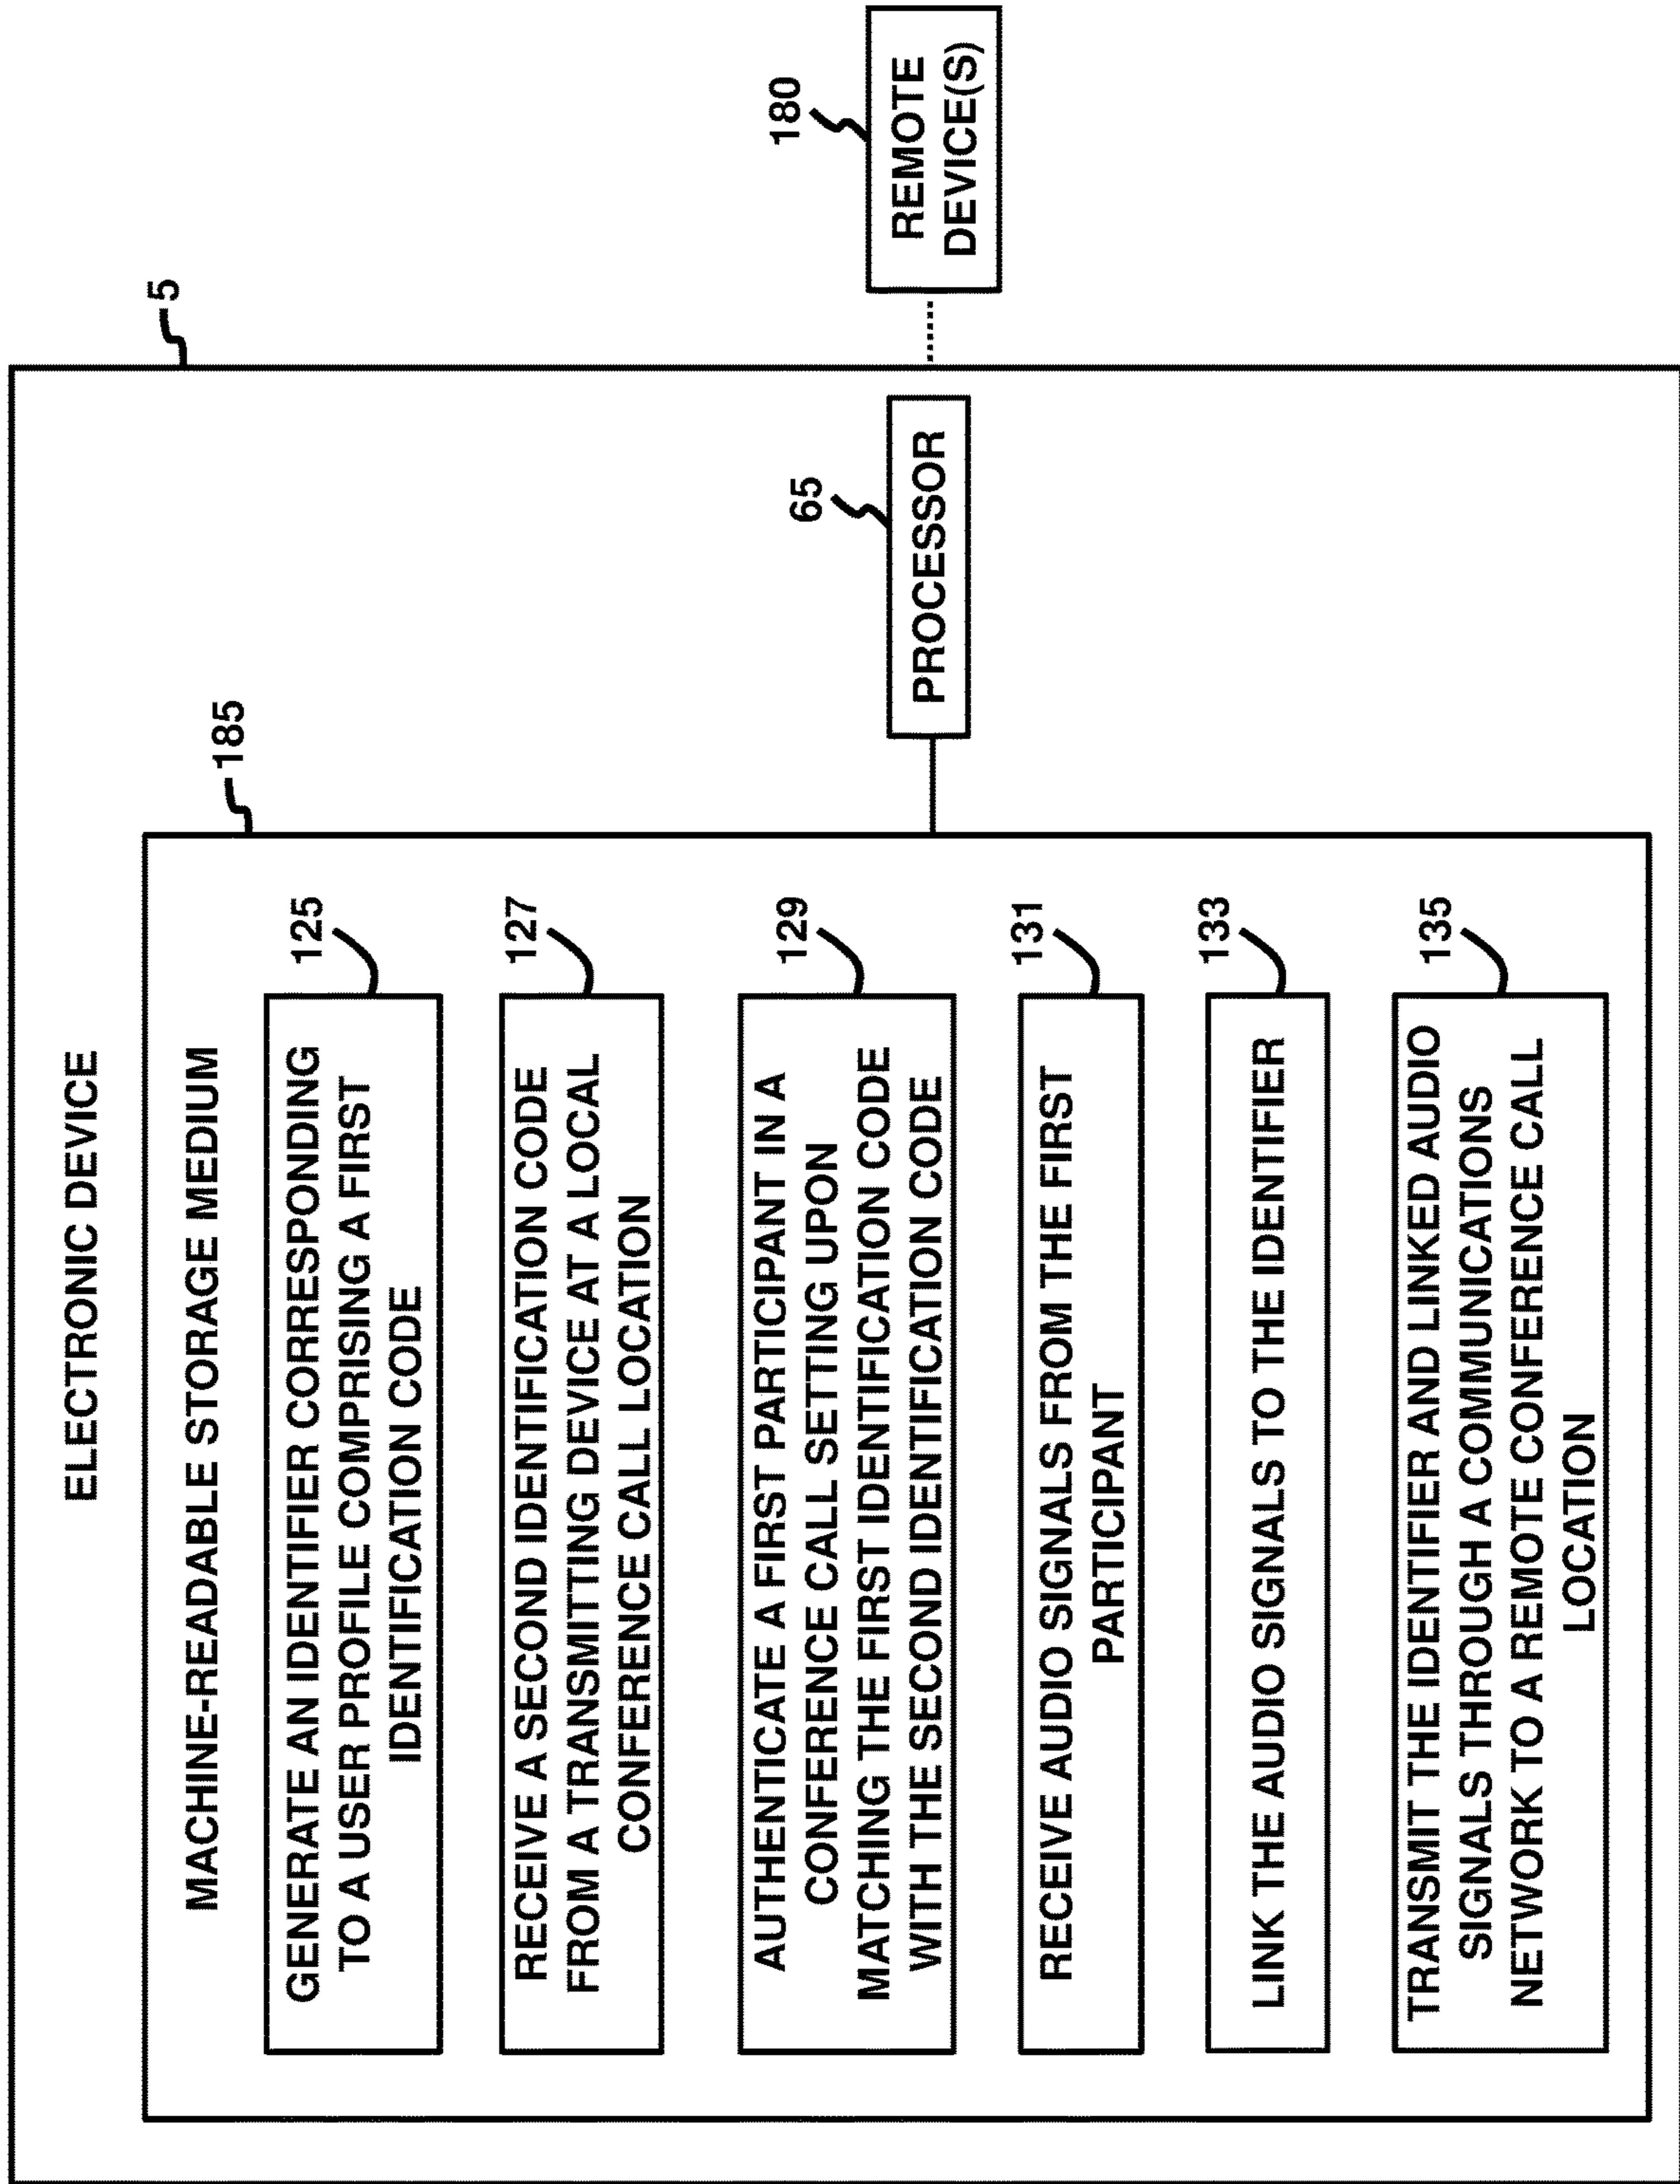 ELECTRONIC DEVICE
5
MACHINE-READABLE STORAGE MEDIUM
185
GENERATE AN IDENTIFIER CORRESPONDING
TO A USER PROFILE COMPRISING A FIRST
IDENTIFICATION CODE
125
RECEIVE A SECOND IDENTIFICATION CODE
FROM A TRANSMITTING DEVICE AT A LOCAL
CONFERENCE CALL LOCATION
127
AUTHENTICATE A FIRST PARTICIPANT IN A
CONFERENCE CALL SETTING UPON
MATCHING THE FIRST IDENTIFICATION CODE
WITH THE SECOND IDENTIFICATION CODE
129
RECEIVE AUDIO SIGNALS FROM THE FIRST
PARTICIPANT
131
LINK THE AUDIO SIGNALS TO THE IDENTIFIER
133
TRANSMIT THE IDENTIFIER AND LINKED AUDIO
SIGNALS THROUGH A COMMUNICATIONS
NETWORK TO A REMOTE CONFERENCE CALL
LOCATION
135
65
PROCESSOR
180
REMOTE
DEVICE(S)